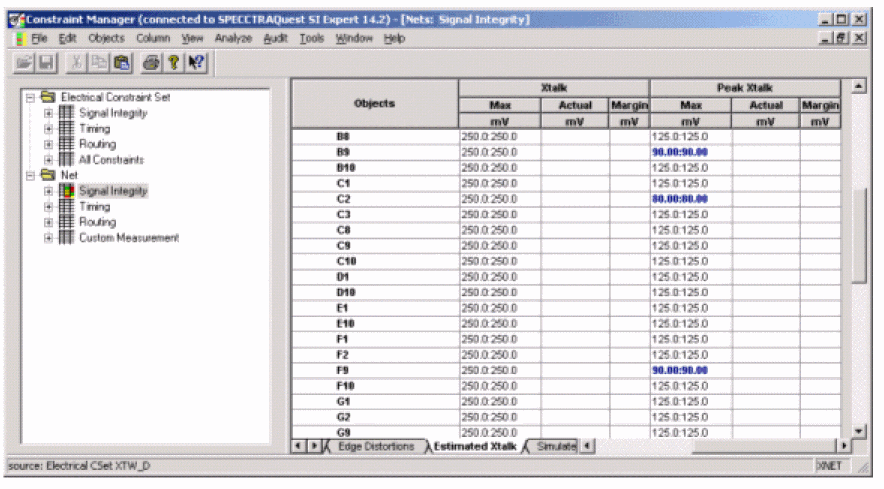 Constraint Manager (connected to SPECCTRAQuest SI Expert 14.2) - [Nets: Signal Integrity]
File Edit Objects Column View Analyze Audit Tools Window Help
Electrical Constraint Set
Signal Integrity
Timing
Routing
All Constraints
Net
Signal Integrity
Timing
Routing
Custom Measurement
Objects Xtalk Peak Xtalk
Max Actual Margin Max Actual Margin
mV mV mV mV mV mV
B8 250.0:250.0 125.0:125.0
B9 250.0:250.0 90.00:90.00
B10 250.0:250.0 125.0:125.0
C1 250.0:250.0 125.0:125.0
C2 250.0:250.0 80.00:80.00
C3 250.0:250.0 125.0:125.0
C8 250.0:250.0 125.0:125.0
C9 250.0:250.0 125.0:125.0
C10 250.0:250.0 125.0:125.0
D1 250.0:250.0 125.0:125.0
D10 250.0:250.0 125.0:125.0
E1 250.0:250.0 125.0:125.0
E10 250.0:250.0 125.0:125.0
F1 250.0:250.0 125.0:125.0
F2 250.0:250.0 125.0:125.0
F9 250.0:250.0 90.00:90.00
F10 250.0:250.0 125.0:125.0
G1 250.0:250.0 125.0:125.0
G2 250.0:250.0 125.0:125.0
G9 250.0:250.0 125.0:125.0
Edge Distortions Estimated Xtalk Simulate
source: Electrical CSet XTW_D XNET